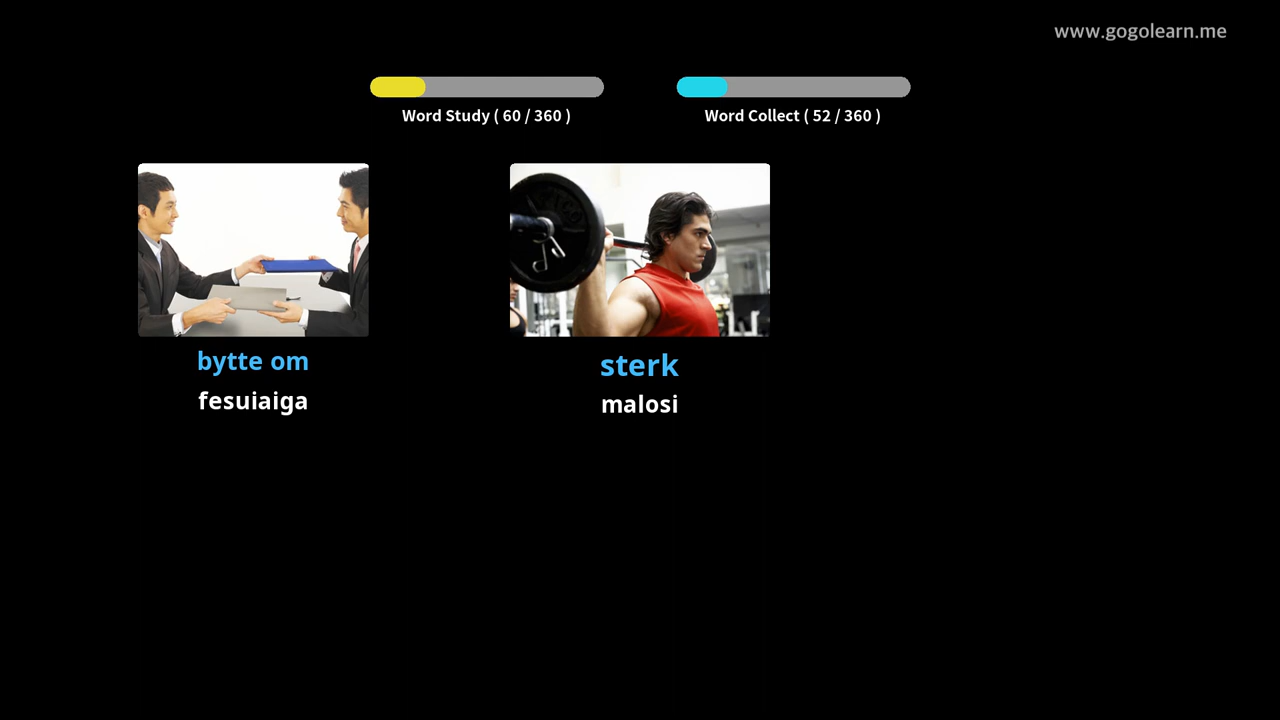 www.gogolearn.me
Word Study ( 60 / 360 )
Word Collect ( 52 / 360 )
bytte om
fesuiaiga
sterk
malosi